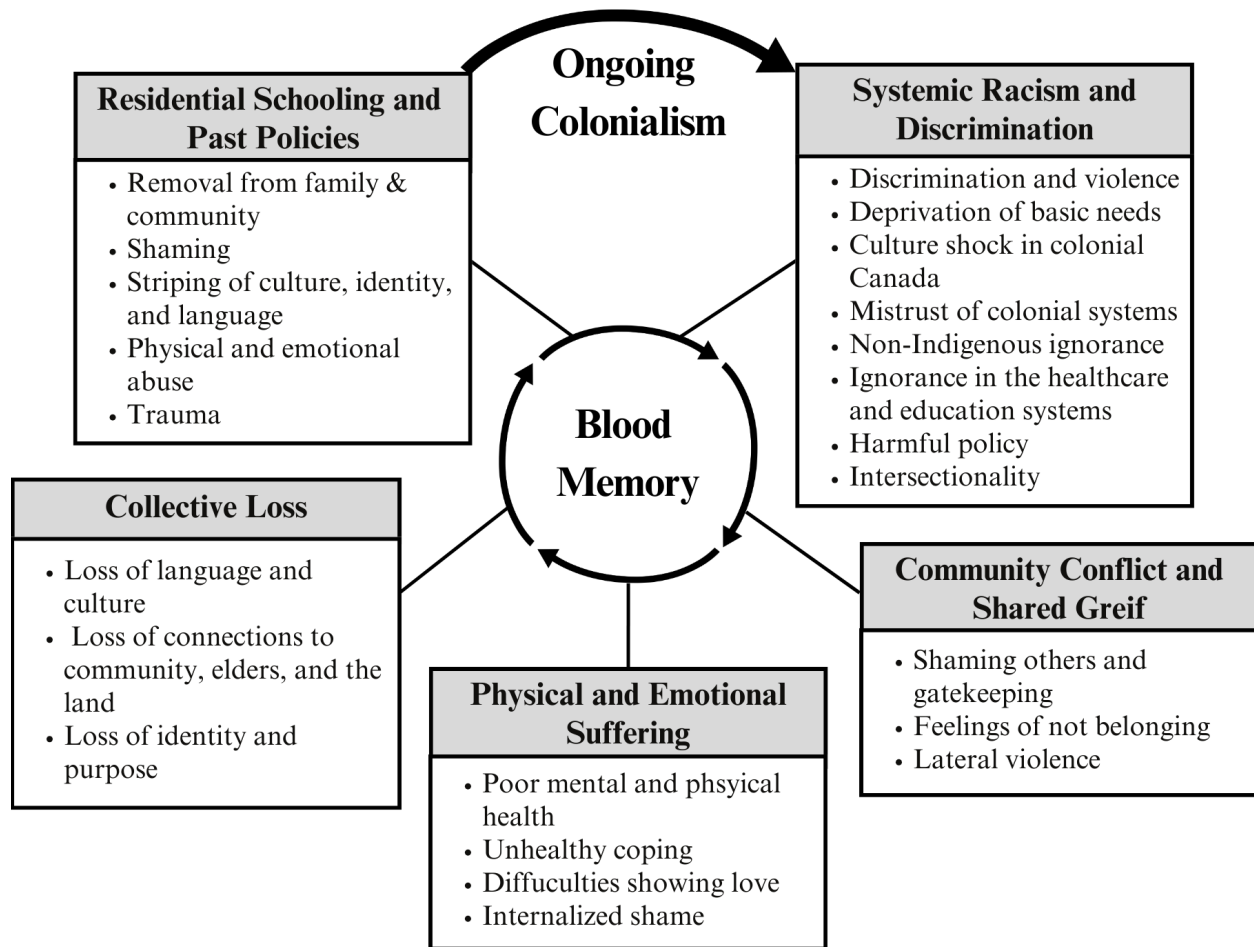 Ongoing
Colonialism
Residential Schooling and
Past Policies
• Removal from family &
community
• Shaming
• Striping of culture, identity,
and language
• Physical and emotional
abuse
• Trauma
Systemic Racism and
Discrimination
• Discrimination and violence
• Deprivation of basic needs
• Culture shock in colonial
Canada
• Mistrust of colonial systems
• Non-Indigenous ignorance
• Ignorance in the healthcare
and education systems
• Harmful policy
• Intersectionality
Blood
Memory
Collective Loss
• Loss of language and
culture
• Loss of connections to
community, elders, and the
land
• Loss of identity and
purpose
Community Conflict and
Shared Greif
• Shaming others and
gatekeeping
• Feelings of not belonging
• Lateral violence
Physical and Emotional
Suffering
• Poor mental and phsyical
health
• Unhealthy coping
• Diffuculties showing love
• Internalized shame